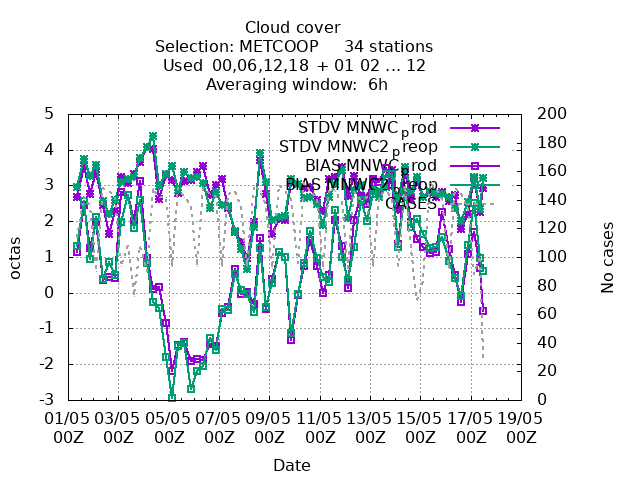 Cloud cover
Selection: METCOOP 34 stations
Used 00,06,12,18 + 01 02 ... 12
Averaging window: 6h
STDV MNWC_prod
STDV MNWC2_preop
BIAS MNWC_prod
BIAS MNWC2_preop
CASES
5
4
3
2
1
0
-1
-2
-3
octas
200
180
160
140
120
100
80
60
40
20
0
No cases
01/05 03/05 05/05 07/05 09/05 11/05 13/05 15/05 17/05 19/05
00Z 00Z 00Z 00Z 00Z 00Z 00Z 00Z 00Z 00Z
Date